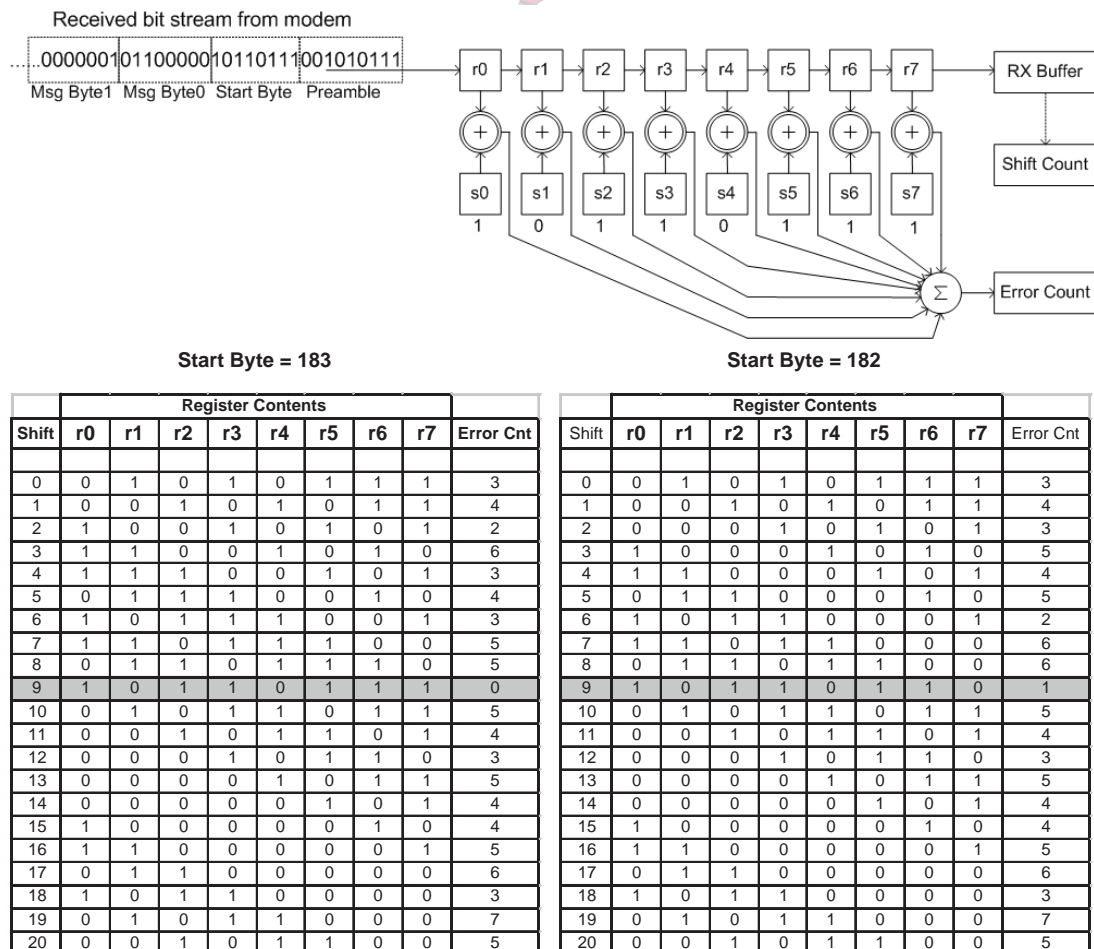 Received bit stream from modem
......0000001 01100000 10110111 001010111
Msg Byte1 Msg Byte0 Start Byte Preamble
r0 r1 r2 r3 r4 r5 r6 r7 RX Buffer
+ + + + + + + +
Shift Count
s0 s1 s2 s3 s4 s5 s6 s7
1 0 1 1 0 1 1 1
Σ Error Count
Start Byte = 183
Register Contents
Shift r0 r1 r2 r3 r4 r5 r6 r7 Error Cnt
0 0 1 0 1 0 1 1 1 3
1 0 0 1 0 1 0 1 1 4
2 1 0 0 1 0 1 0 1 2
3 1 1 0 0 1 0 1 0 6
4 1 1 1 0 0 1 0 1 3
5 0 1 1 1 0 0 1 0 4
6 1 0 1 1 1 0 0 1 3
7 1 1 0 1 1 1 0 0 5
8 0 1 1 0 1 1 1 0 5
9 1 0 1 1 0 1 1 1 0
10 0 1 0 1 1 0 1 1 5
11 0 0 1 0 1 1 0 1 4
12 0 0 0 1 0 1 1 0 3
13 0 0 0 0 1 0 1 1 5
14 0 0 0 0 0 1 0 1 4
15 1 0 0 0 0 0 1 0 4
16 1 1 0 0 0 0 0 1 5
17 0 1 1 0 0 0 0 0 6
18 1 0 1 1 0 0 0 0 3
19 0 1 0 1 1 0 0 0 7
20 0 0 1 0 1 1 0 0 5
Start Byte = 182
Register Contents
Shift r0 r1 r2 r3 r4 r5 r6 r7 Error Cnt
0 0 1 0 1 0 1 1 1 3
1 0 0 1 0 1 0 1 1 4
2 0 0 0 1 0 1 0 1 3
3 1 0 0 0 1 0 1 0 5
4 1 1 0 0 0 1 0 1 4
5 0 1 1 0 0 0 1 0 5
6 1 0 1 1 0 0 0 1 2
7 1 1 0 1 1 0 0 0 6
8 0 1 1 0 1 1 0 0 6
9 1 0 1 1 0 1 1 0 1
10 0 1 0 1 1 0 1 1 5
11 0 0 1 0 1 1 0 1 4
12 0 0 0 1 0 1 1 0 3
13 0 0 0 0 1 0 1 1 5
14 0 0 0 0 0 1 0 1 4
15 1 0 0 0 0 0 1 0 4
16 1 1 0 0 0 0 0 1 5
17 0 1 1 0 0 0 0 0 6
18 1 0 1 1 0 0 0 0 3
19 0 1 0 1 1 0 0 0 7
20 0 0 1 0 1 1 0 0 5